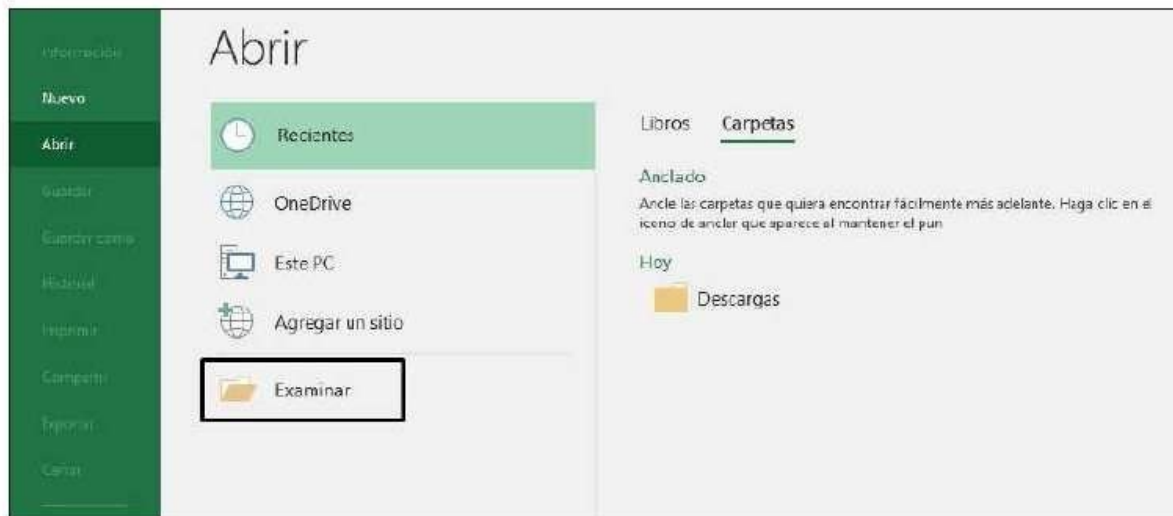 Información
Nuevo
Abrir
Guardar
Guardar como
Historial
Imprimir
Compartir
Exportar
Cerrar
Abrir
Recientes
OneDrive
Este PC
Agregar un sitio
Examinar
Libros Carpetas
Anclado
Ancle las carpetas que quiera encontrar fácilmente más adelante. Haga clic en el
icono de anclar que aparece al mantener el pun
Hoy
Descargas